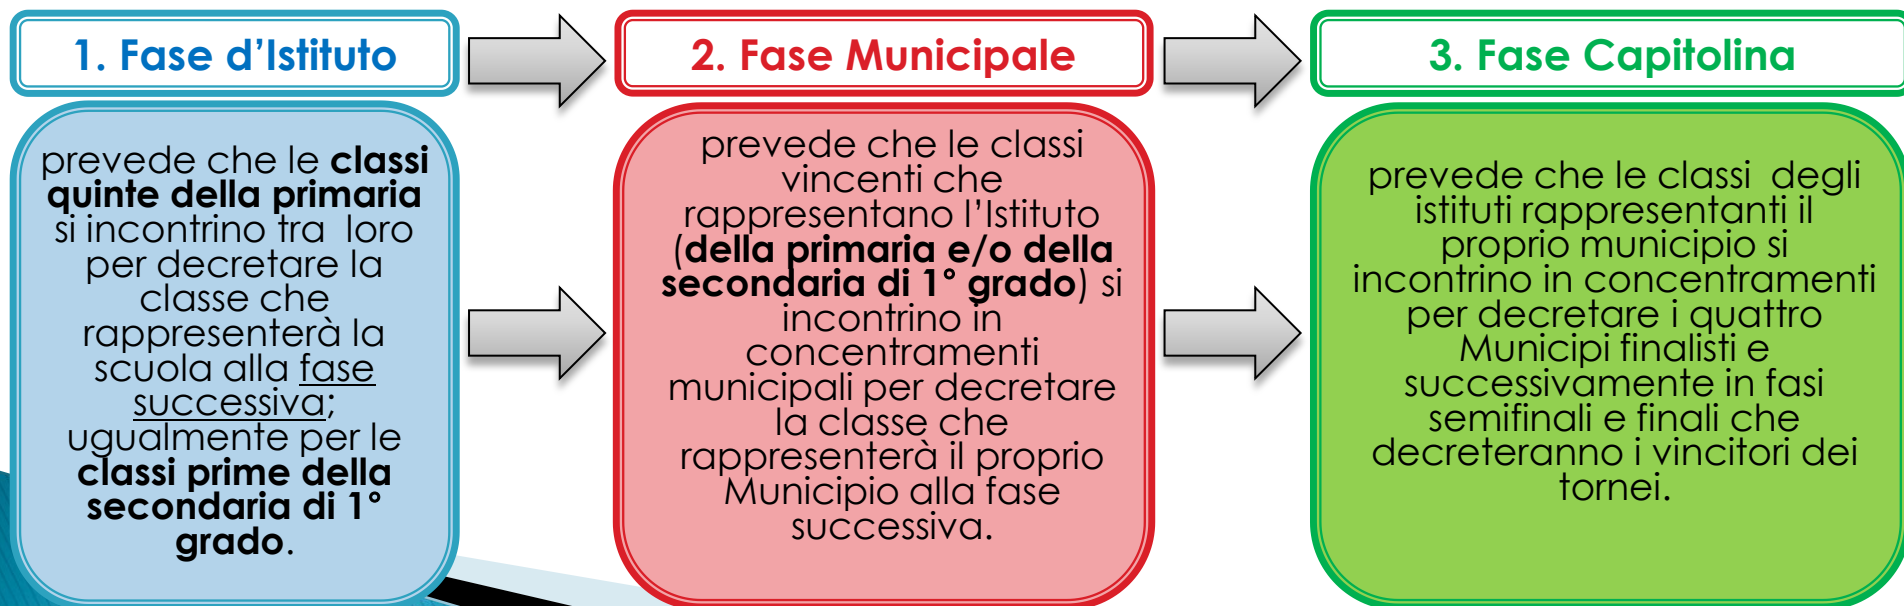 1. Fase d’Istituto
prevede che le classi
quinte della primaria
si incontrino tra loro
per decretare la
classe che
rappresenterà la
scuola alla fase
successiva;
ugualmente per le
classi prime della
secondaria di 1°
grado.
2. Fase Municipale
prevede che le classi
vincenti che
rappresentano l’Istituto
(della primaria e/o della
secondaria di 1° grado) si
incontrino in
concentramenti
municipali per decretare
la classe che
rappresenterà il proprio
Municipio alla fase
successiva.
3. Fase Capitolina
prevede che le classi degli
istituti rappresentanti il
proprio municipio si
incontrino in concentramenti
per decretare i quattro
Municipi finalisti e
successivamente in fasi
semifinali e finali che
decreteranno i vincitori dei
tornei.